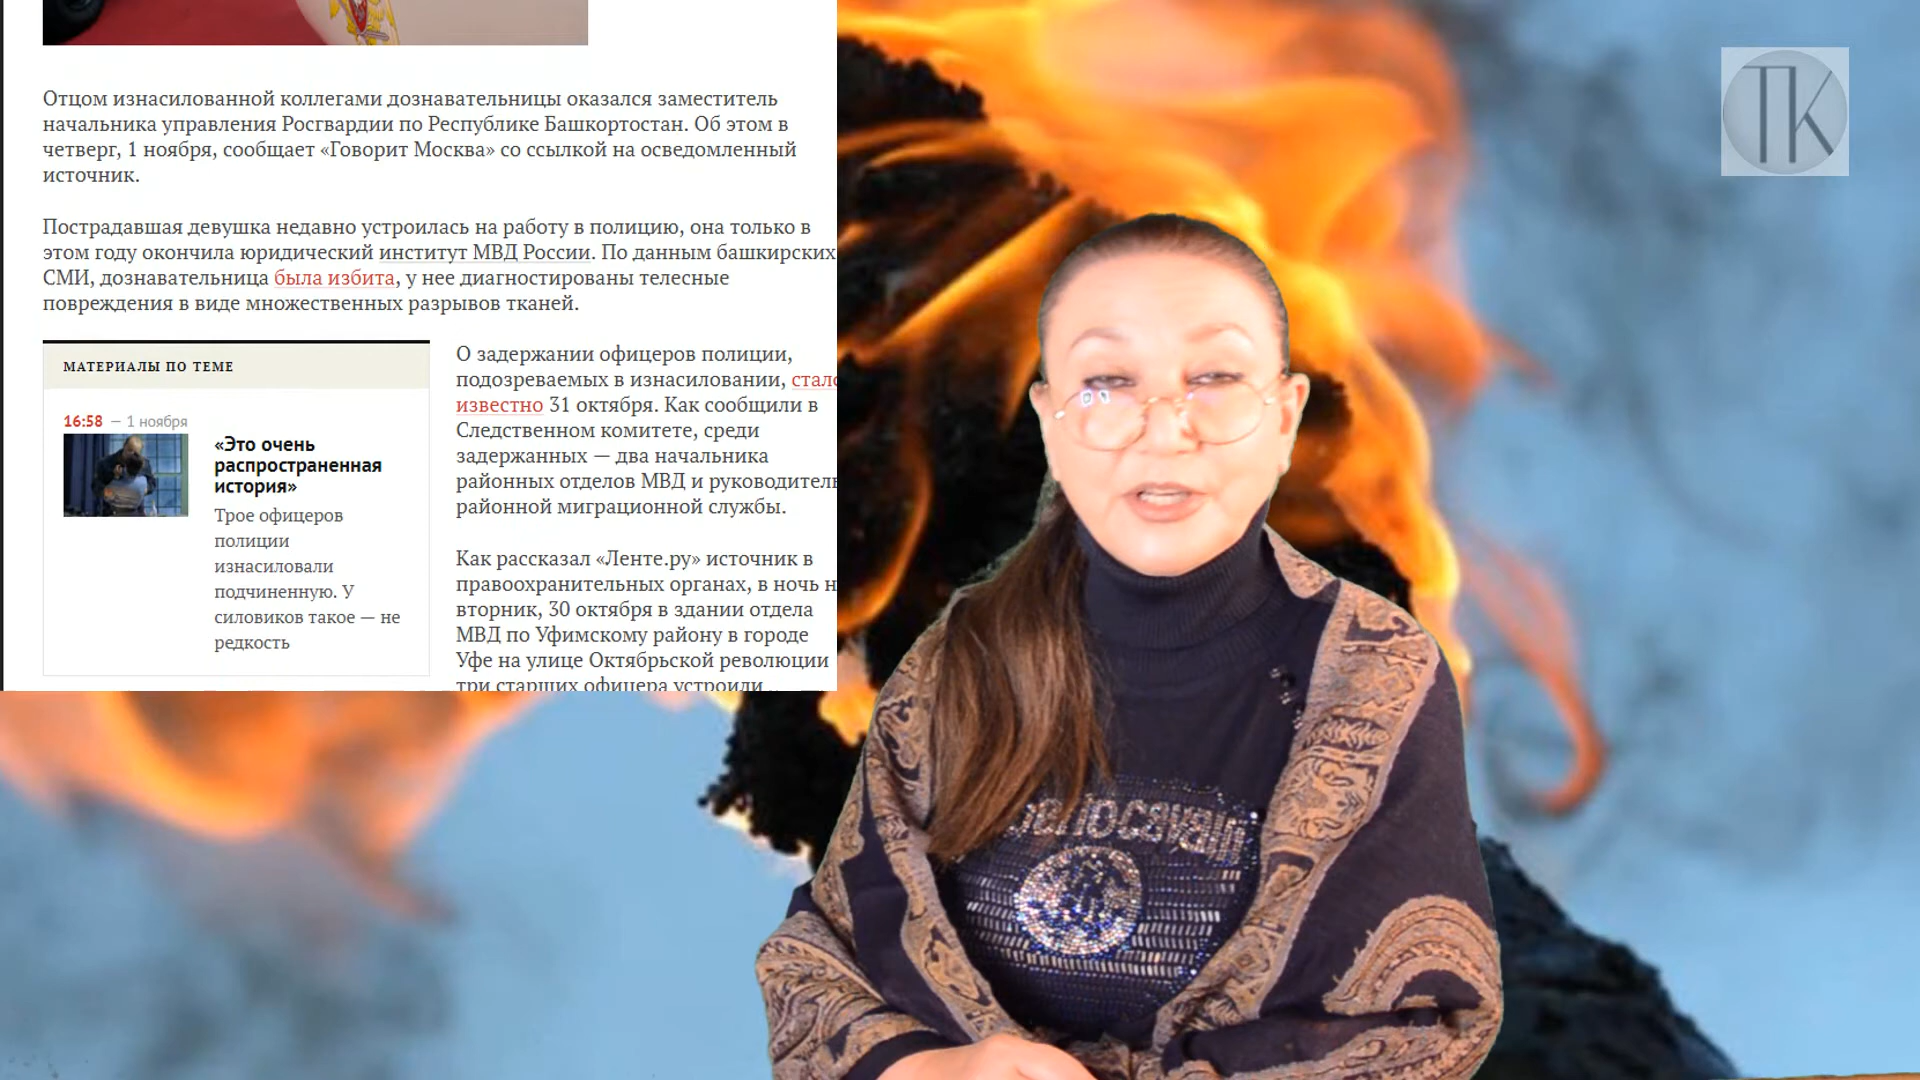 Отцом изнасилованной коллегами дознавательницы оказался заместитель
начальника управления Росгвардии по Республике Башкортостан. Об этом в
четверг, 1 ноября, сообщает «Говорит Москва» со ссылкой на осведомленный
источник.
Пострадавшая девушка недавно устроилась на работу в полицию, она только в
этом году окончила юридический институт МВД России. По данным башкирских
СМИ, дознавательница была избита, у нее диагностированы телесные
повреждения в виде множественных разрывов тканей.
МАТЕРИАЛЫ ПО ТЕМЕ
16:58 — 1 ноября
«Это очень
распространенная
история»
Трое офицеров
полиции
изнасиловали
подчиненную. У
силовиков такое — не
редкость
О задержании офицеров полиции,
подозреваемых в изнасиловании,
известно 31 октября. Как сообщили в
Следственном комитете, среди
задержанных — два начальника
районных отделов МВД и руководитель
районной миграционной службы.
Как рассказал «Ленте.ру» источник в
правоохранительных органах, в ночь
вторник, 30 октября в здании отдела
МВД по Уфимскому району в городе
Уфе на улице Октябрьской революции
три старших офицера устроили
ТК